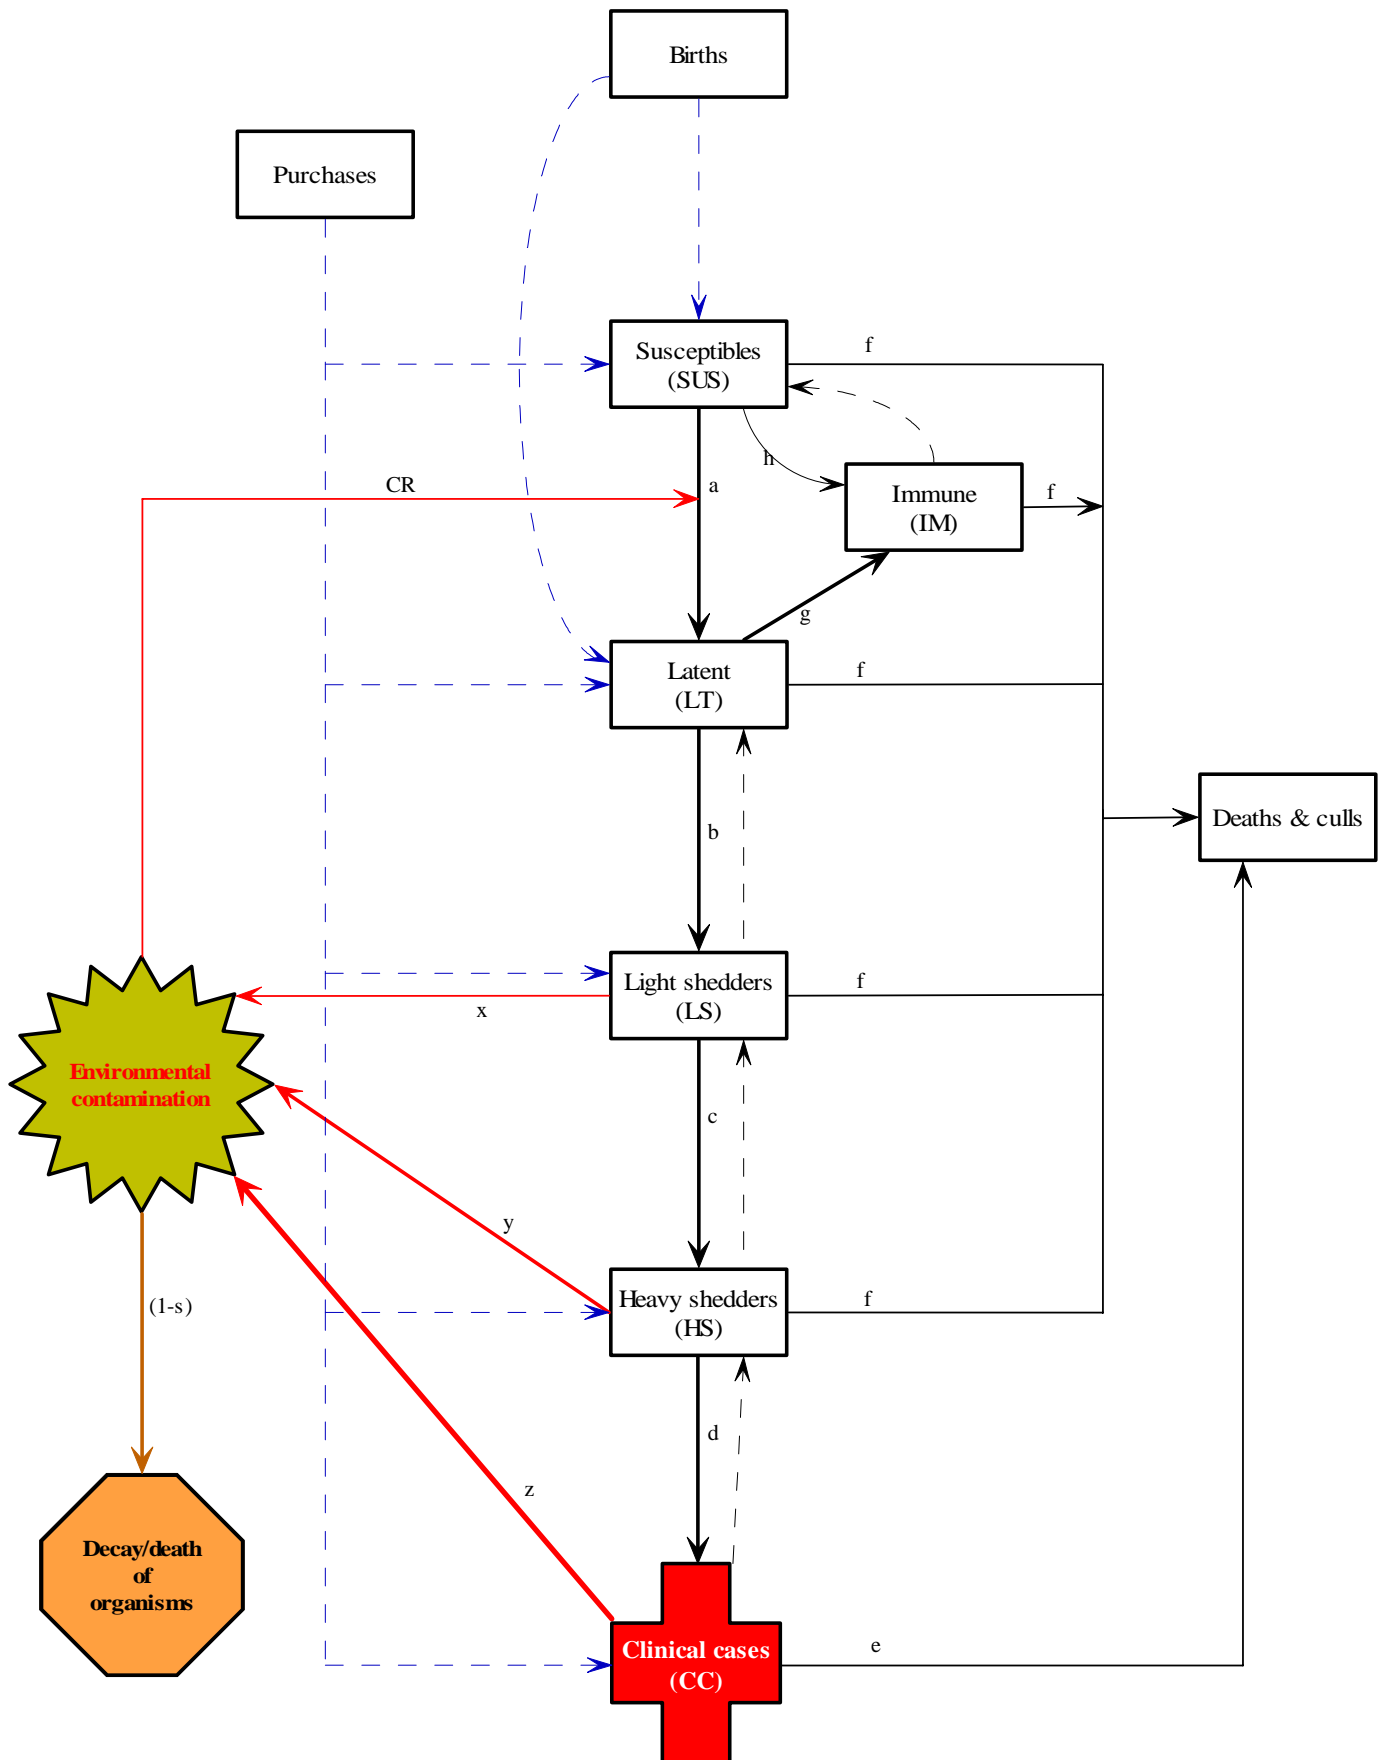 Births
Purchases
Susceptibles
(SUS)
f
h
CR
a
Immune
(IM)
f
g
Latent
(LT)
f
b
Deaths & culls
Light shedders
(LS)
f
x
Environmental
contamination
c
y
(1-s)
Heavy shedders
(HS)
f
d
z
Decay/death
of
organisms
Clinical cases
(CC)
e